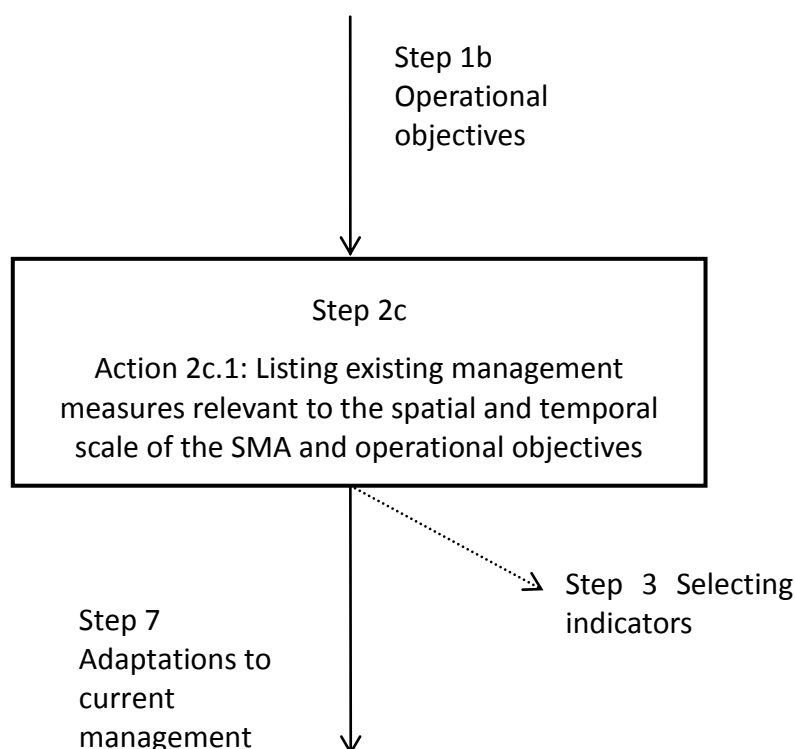 Step 1b
Operational
objectives
Step 2c
Action 2c.1: Listing existing management
measures relevant to the spatial and temporal
scale of the SMA and operational objectives
Step 3 Selecting
indicators
Step 7
Adaptations to
current
management